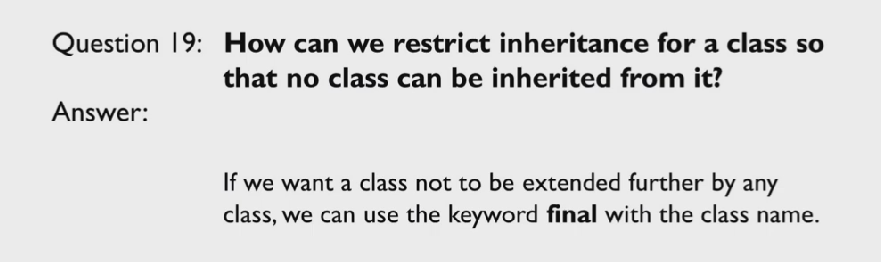 Question 19: How can we restrict inheritance for a class so
that no class can be inherited from it?
Answer:
If we want a class not to be extended further by any
class, we can use the keyword final with the class name.